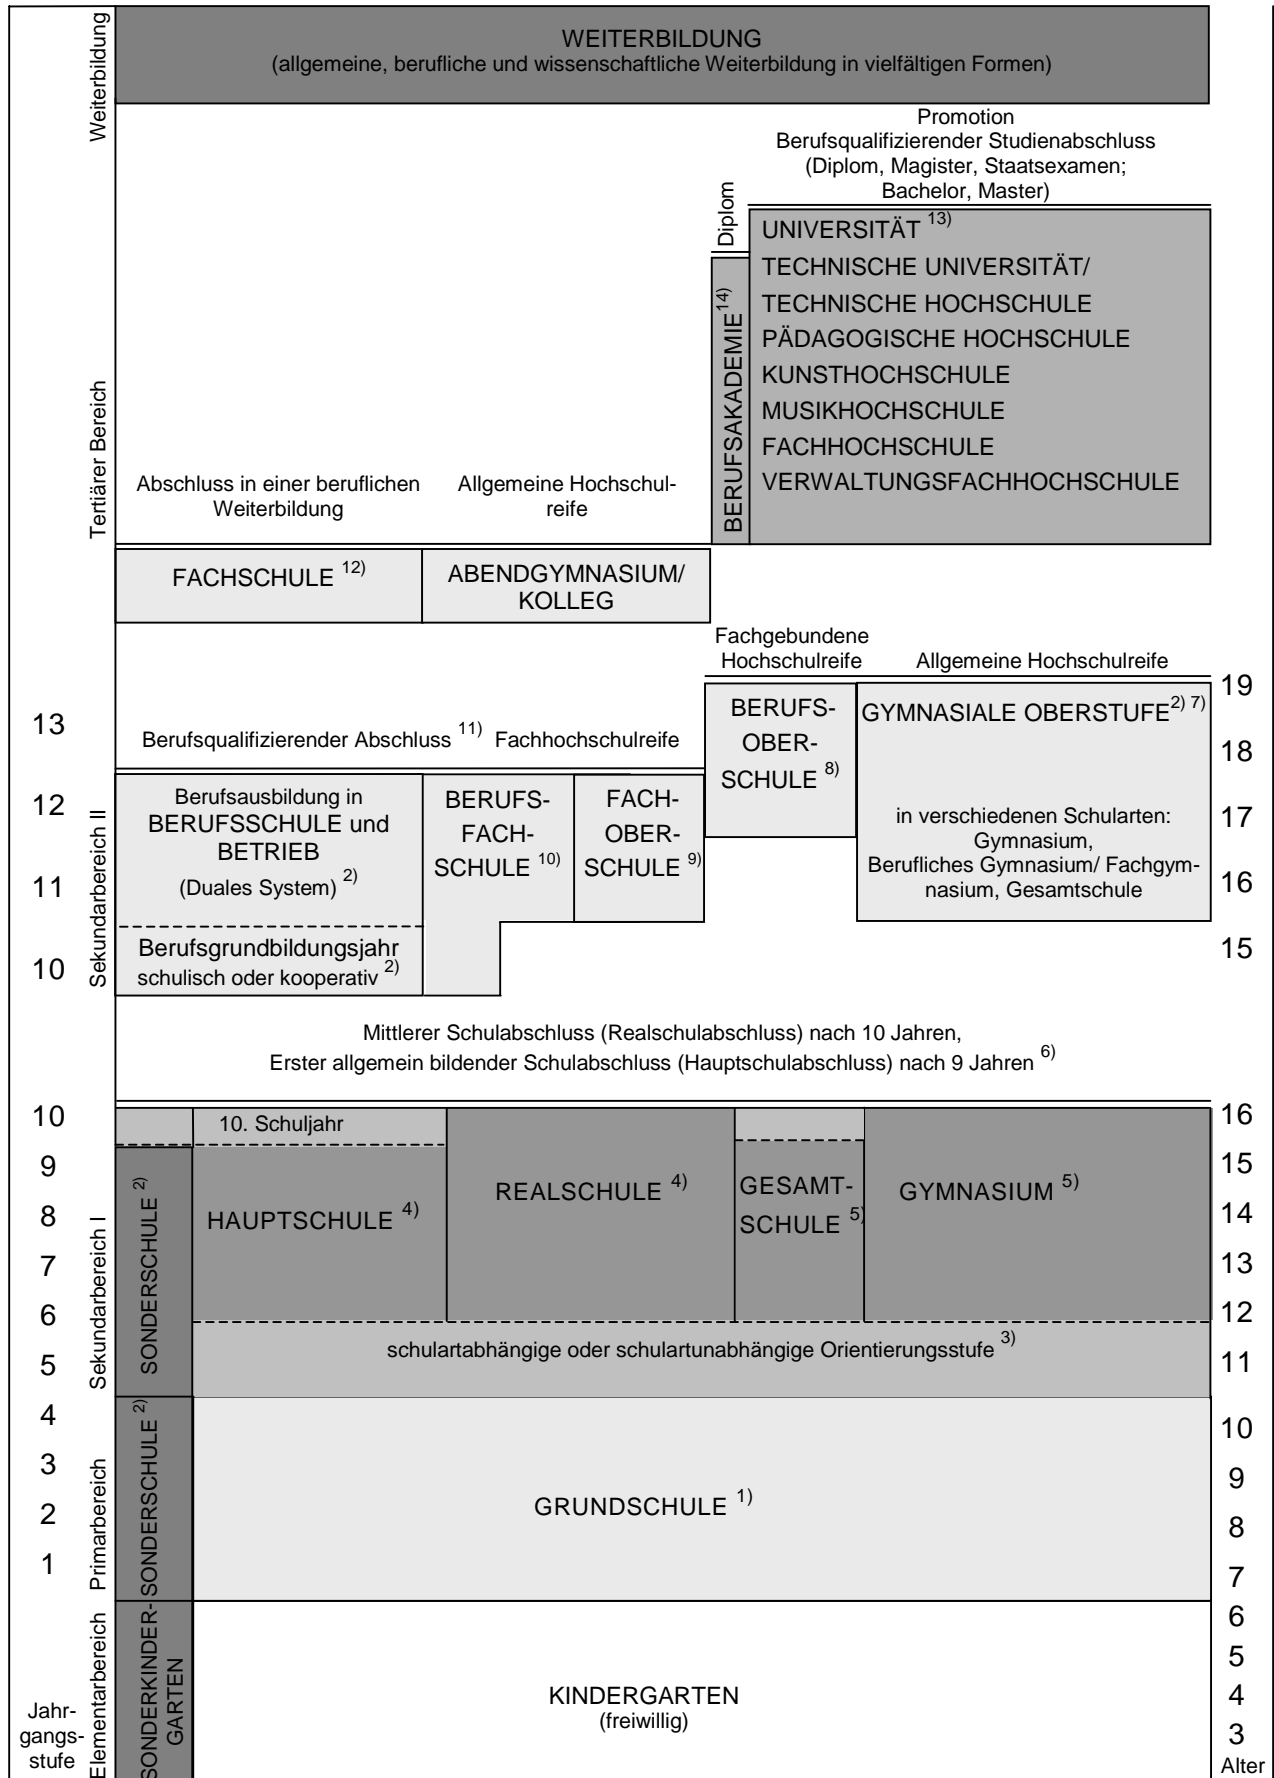 WEITERBILDUNG
(allgemeine, berufliche und wissenschaftliche Weiterbildung in vielfältigen Formen)
Weiterbildung
Promotion
Berufsqualifizierender Studienabschluss
(Diplom, Magister, Staatsexamen;
Bachelor, Master)
Diplom
UNIVERSITÄT 13)
TECHNISCHE UNIVERSITÄT/
TECHNISCHE HOCHSCHULE
PÄDAGOGISCHE HOCHSCHULE
KUNSTHOCHSCHULE
MUSIKHOCHSCHULE
FACHHOCHSCHULE
VERWALTUNGSFACHHOCHSCHULE
BERUFSAKADEMIE 14)
Tertiärer Bereich
Abschluss in einer beruflichen
Weiterbildung
Allgemeine Hochschul-
reife
FACHSCHULE 12)
ABENDGYMNASIUM/
KOLLEG
Fachgebundene
Hochschulreife
Allgemeine Hochschulreife
19
13
Berufsqualifizierender Abschluss 11)
Fachhochschulreife
BERUFS-
OBER-
SCHULE 8)
GYMNASIALE OBERSTUFE 2) 7)
18
12
Berufsausbildung in
BERUFSSCHULE und
BETRIEB
(Duales System) 2)
BERUFS-
FACH-
SCHULE 10)
FACH-
OBER-
SCHULE 9)
in verschiedenen Schularten:
Gymnasium,
Berufliches Gymnasium/ Fachgym-
nasium, Gesamtschule
17
11
16
Sekundarbereich II
Berufsgrundbildungsjahr
schulisch oder kooperativ 2)
10
15
Mittlerer Schulabschluss (Realschulabschluss) nach 10 Jahren,
Erster allgemein bildender Schulabschluss (Hauptschulabschluss) nach 9 Jahren 6)
10
10. Schuljahr
16
9
15
SONDERSCHULE 2)
HAUPTSCHULE 4)
REALSCHULE 4)
GESAMT-
SCHULE 5)
GYMNASIUM 5)
8
14
7
13
6
12
Sekundarbereich I
schulartabhängige oder schulartunabhängige Orientierungsstufe 3)
5
11
4
10
3
9
SONDERSCHULE 2)
GRUNDSCHULE 1)
2
8
1
7
Primarbereich
6
5
4
3
Elementarbereich
SONDERKINDER-
GARTEN
KINDERGARTEN
(freiwillig)
Jahr-
gangs-
stufe
Alter